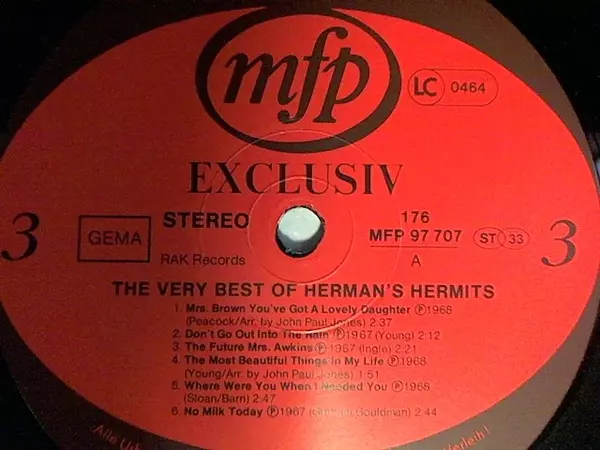 mfp
LC 0464
EXCLUSIV
3
GEMA
STEREO
RAK Records
176
MFP 97 707
A
ST 33
3
THE VERY BEST OF HERMAN'S HERMITS
1. Mrs. Brown You've Got A Lovely Daughter ℗1968
(Peacock/Arr. by John Paul Jones) 2:37
2. Don't Go Out Into The Rain ℗1967 (Young) 2:12
3. The Future Mrs. Awkins ℗1967 (Ingle) 2:21
4. The Most Beautiful Things In My Life ℗1968
(Young/Arr. by John Paul Jones) 1:51
5. Where Were You When I Needed You ℗1968
(Sloan/Barri) 2:47
6. No Milk Today ℗1967 (Gouldman) 2:44
Alle
Verleih!